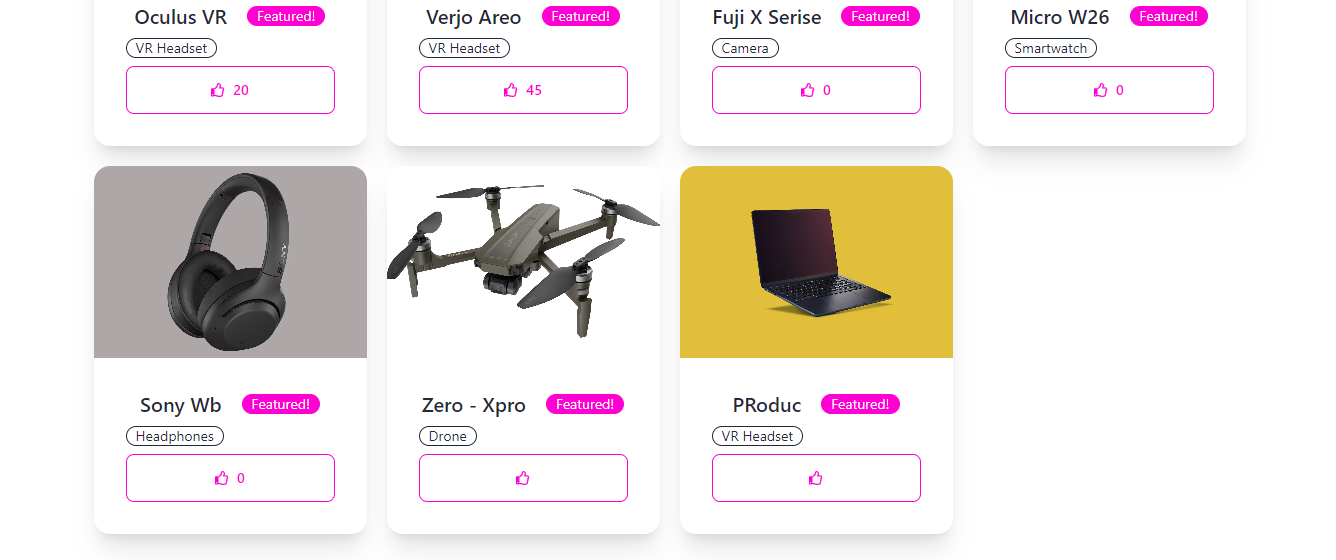 Oculus VR Featured!
VR Headset
20
Verjo Areo Featured!
VR Headset
45
Fuji X Serise Featured!
Camera
0
Micro W26 Featured!
Smartwatch
0
SONY
Sony Wb Featured!
Headphones
0
Zero - Xpro Featured!
Drone
PRoduc Featured!
VR Headset